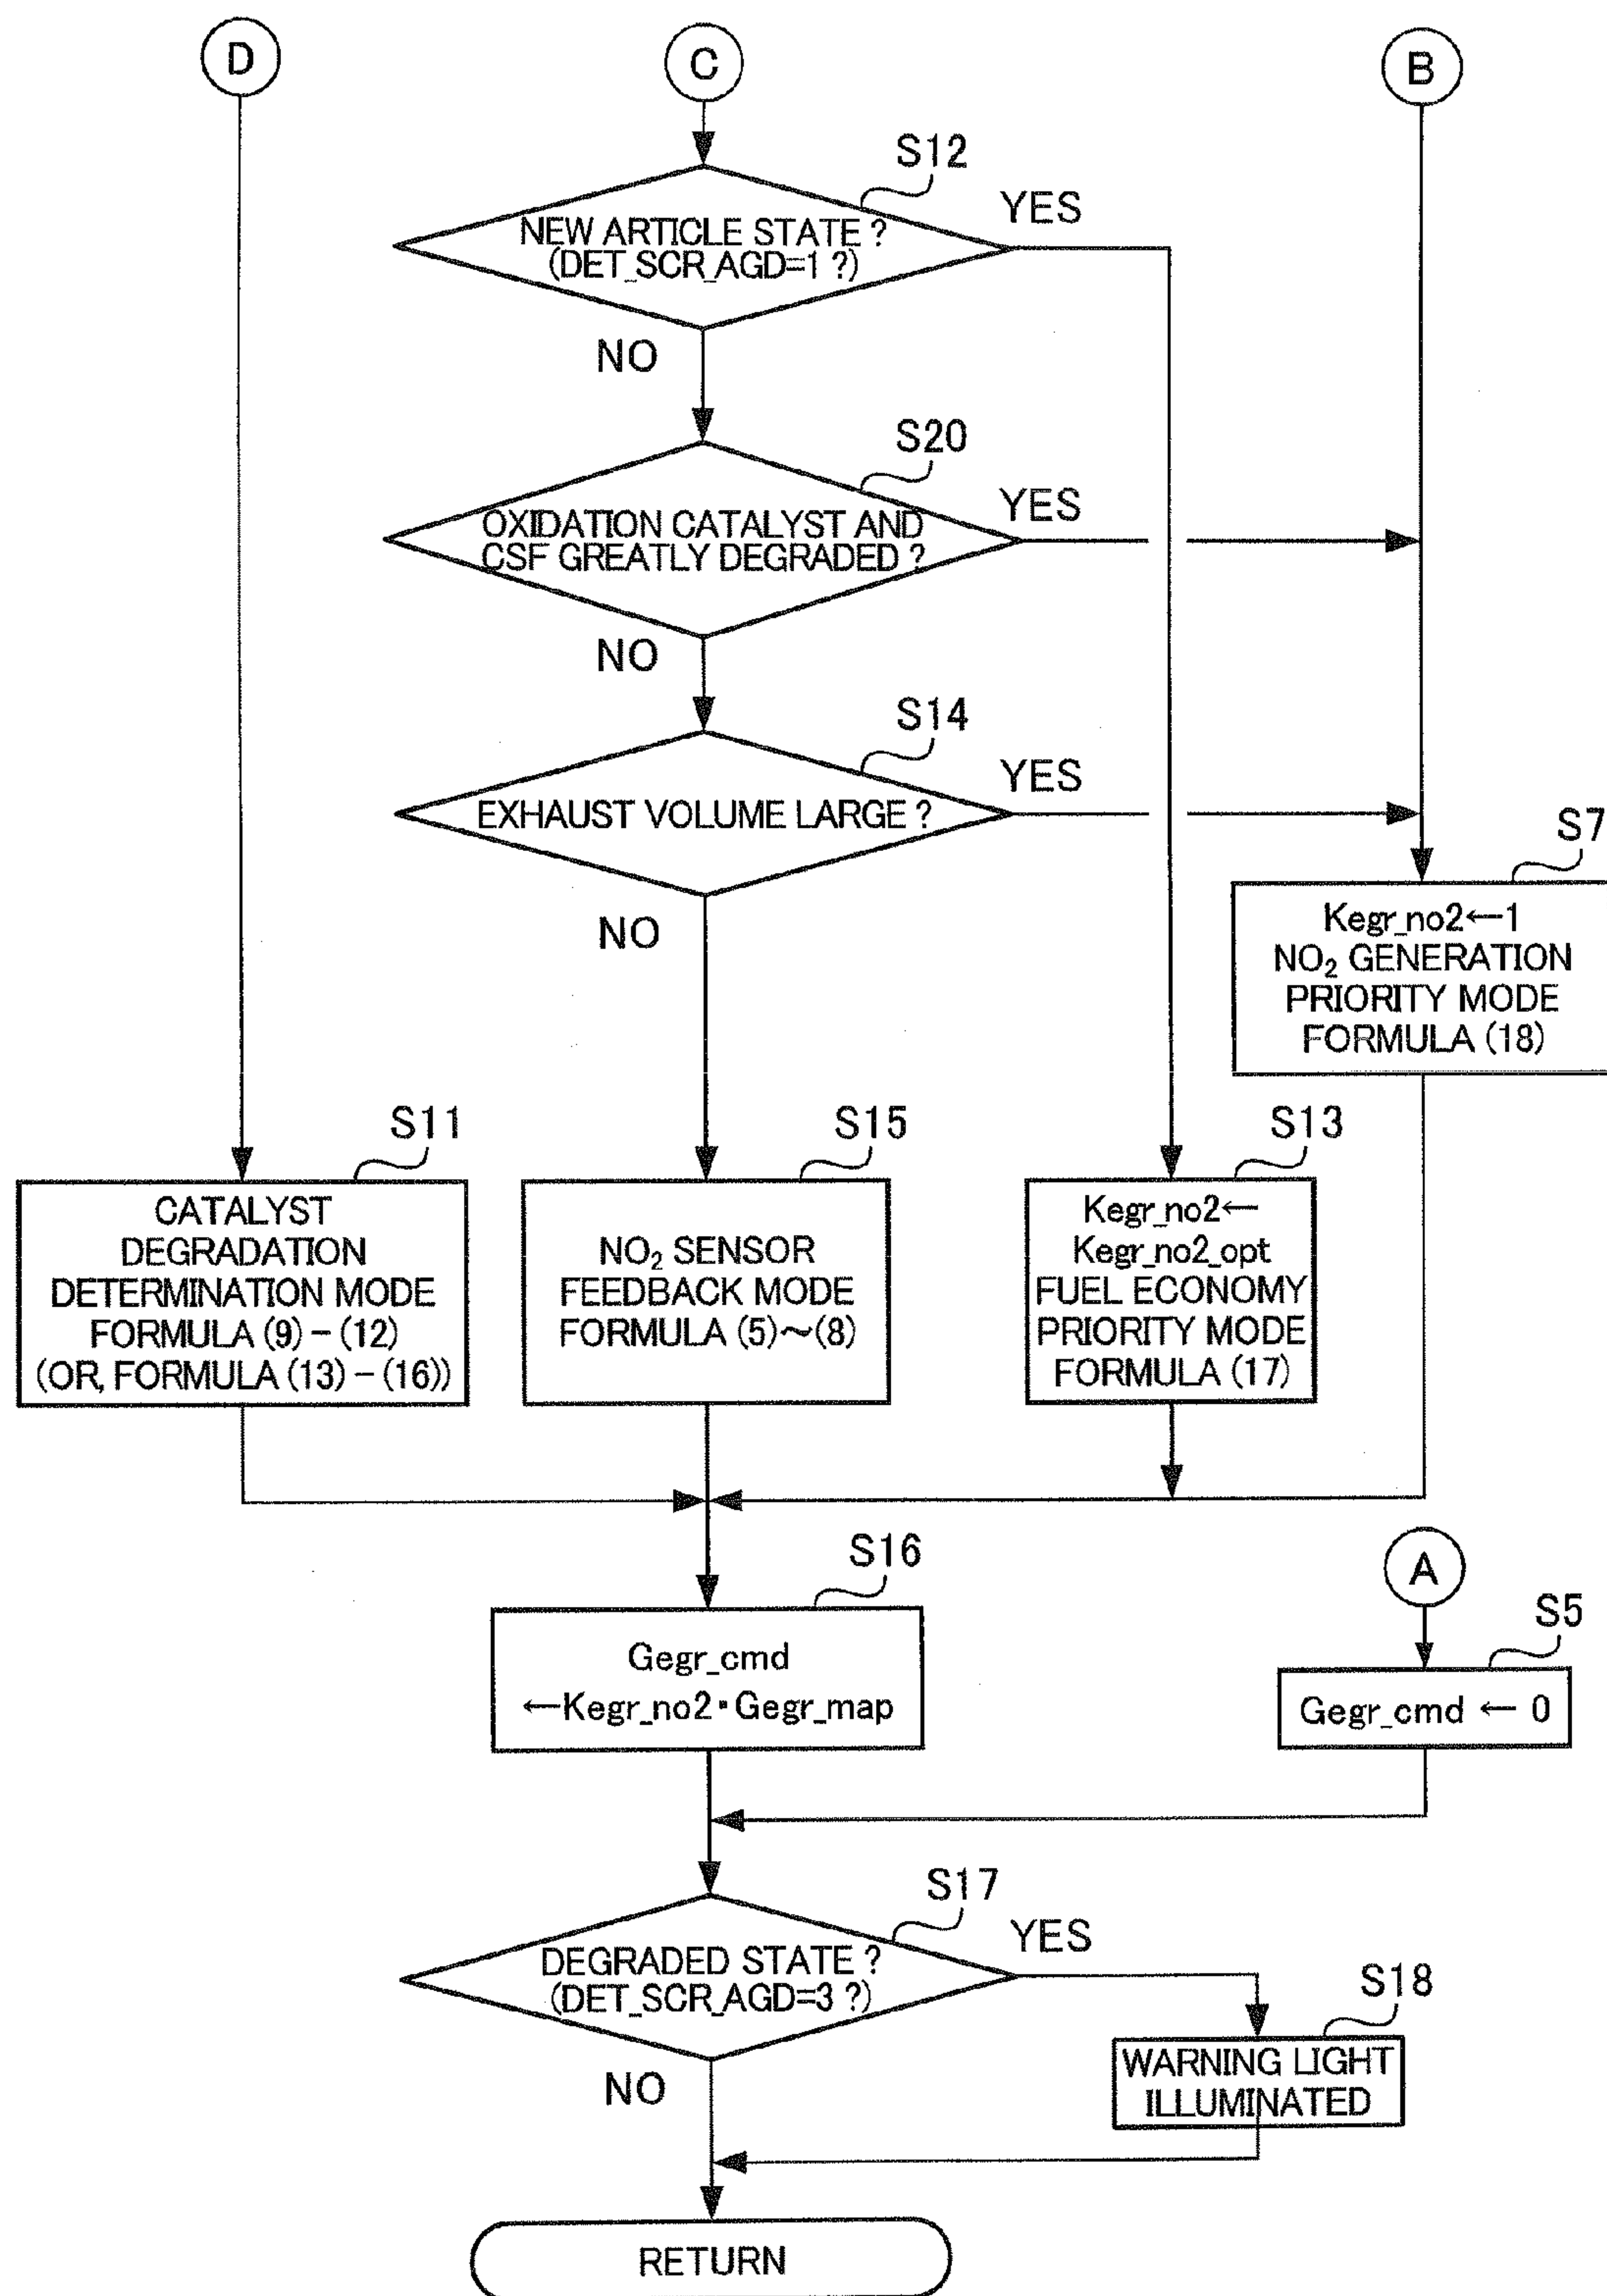 D
C
B
S12
NEW ARTICLE STATE ?
(DET_SCR_AGD=1 ?)
YES
NO
S20
OXIDATION CATALYST AND
CSF GREATLY DEGRADED ?
YES
NO
S14
EXHAUST VOLUME LARGE ?
YES
NO
S7
Kegr_no2←1
NO₂ GENERATION
PRIORITY MODE
FORMULA (18)
S11
CATALYST
DEGRADATION
DETERMINATION MODE
FORMULA (9) – (12)
(OR, FORMULA (13) – (16))
S15
NO₂ SENSOR
FEEDBACK MODE
FORMULA (5)~(8)
S13
Kegr_no2←
Kegr_no2_opt
FUEL ECONOMY
PRIORITY MODE
FORMULA (17)
S16
Gegr_cmd
←Kegr_no2・Gegr_map
A
S5
Gegr_cmd ← 0
S17
DEGRADED STATE ?
(DET_SCR_AGD=3 ?)
YES
NO
S18
WARNING LIGHT
ILLUMINATED
RETURN